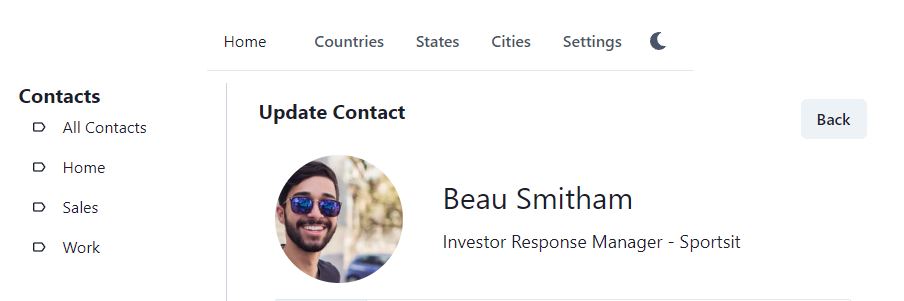 Home Countries States Cities Settings
Contacts
All Contacts
Home
Sales
Work
Update Contact
Back
Beau Smitham
Investor Response Manager - Sportsit